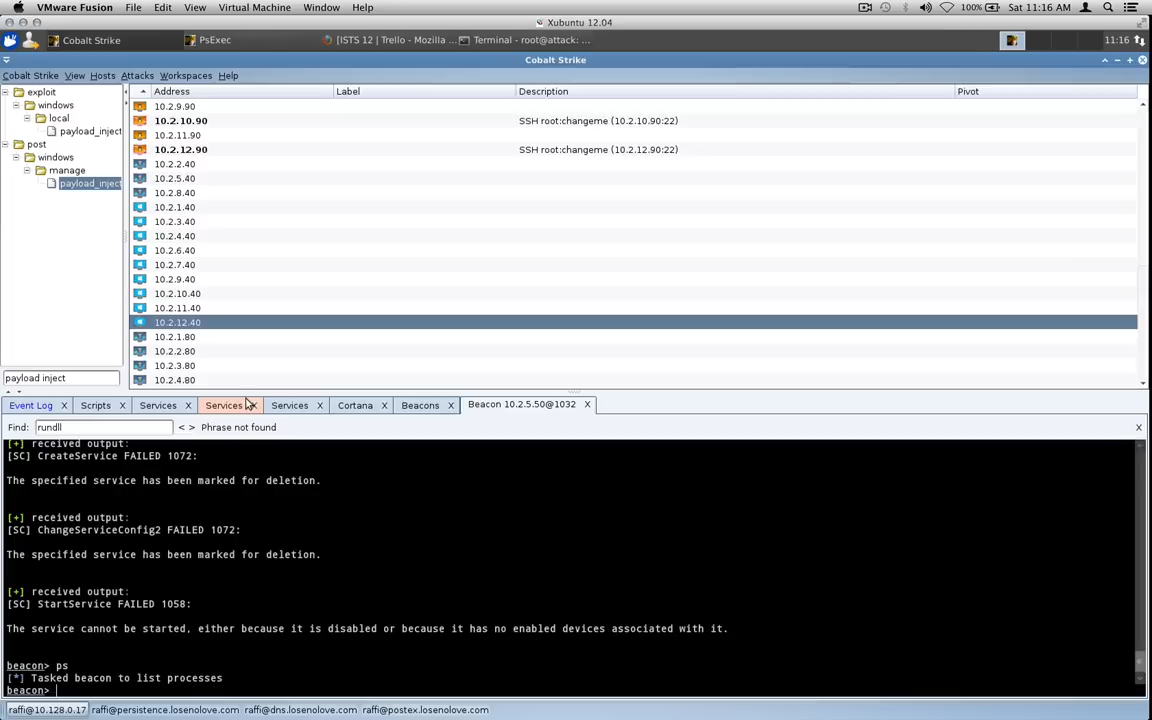 VMware Fusion File Edit View Virtual Machine Window Help 100% Sat 11:16 AM
Xubuntu 12.04
Cobalt Strike PsExec [ISTS 12 | Trello - Mozilla ... Terminal - root@attack: ... 11:16
Cobalt Strike
Cobalt Strike View Hosts Attacks Workspaces Help
exploit
windows
local
payload_inject
post
windows
manage
payload_inject
payload inject
Address Label Description Pivot
10.2.9.90
10.2.10.90 SSH root:changeme (10.2.10.90:22)
10.2.11.90
10.2.12.90 SSH root:changeme (10.2.12.90:22)
10.2.2.40
10.2.5.40
10.2.8.40
10.2.1.40
10.2.3.40
10.2.4.40
10.2.6.40
10.2.7.40
10.2.9.40
10.2.10.40
10.2.11.40
10.2.12.40
10.2.1.80
10.2.2.80
10.2.3.80
10.2.4.80
Event Log X Scripts X Services X Services X Services X Cortana X Beacons X Beacon 10.2.5.50@1032 X
Find: rundll < > Phrase not found X
[+] received output:
[SC] CreateService FAILED 1072:
The specified service has been marked for deletion.
[+] received output:
[SC] ChangeServiceConfig2 FAILED 1072:
The specified service has been marked for deletion.
[+] received output:
[SC] StartService FAILED 1058:
The service cannot be started, either because it is disabled or because it has no enabled devices associated with it.
beacon> ps
[*] Tasked beacon to list processes
beacon>
raffi@10.128.0.17 raffi@persistence.losenolove.com raffi@dns.losenolove.com raffi@postex.losenolove.com